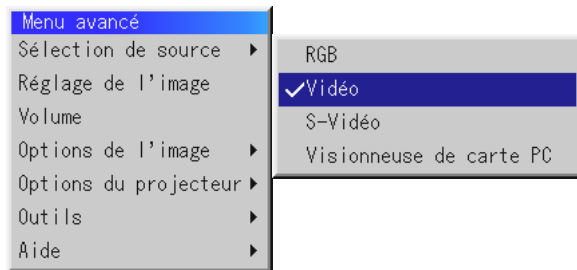 Menu avancé
Sélection de source
Réglage de l'image
Volume
Options de l'image
Options du projecteur
Outils
Aide
RGB
Vidéo
S-Vidéo
Visionneuse de carte PC